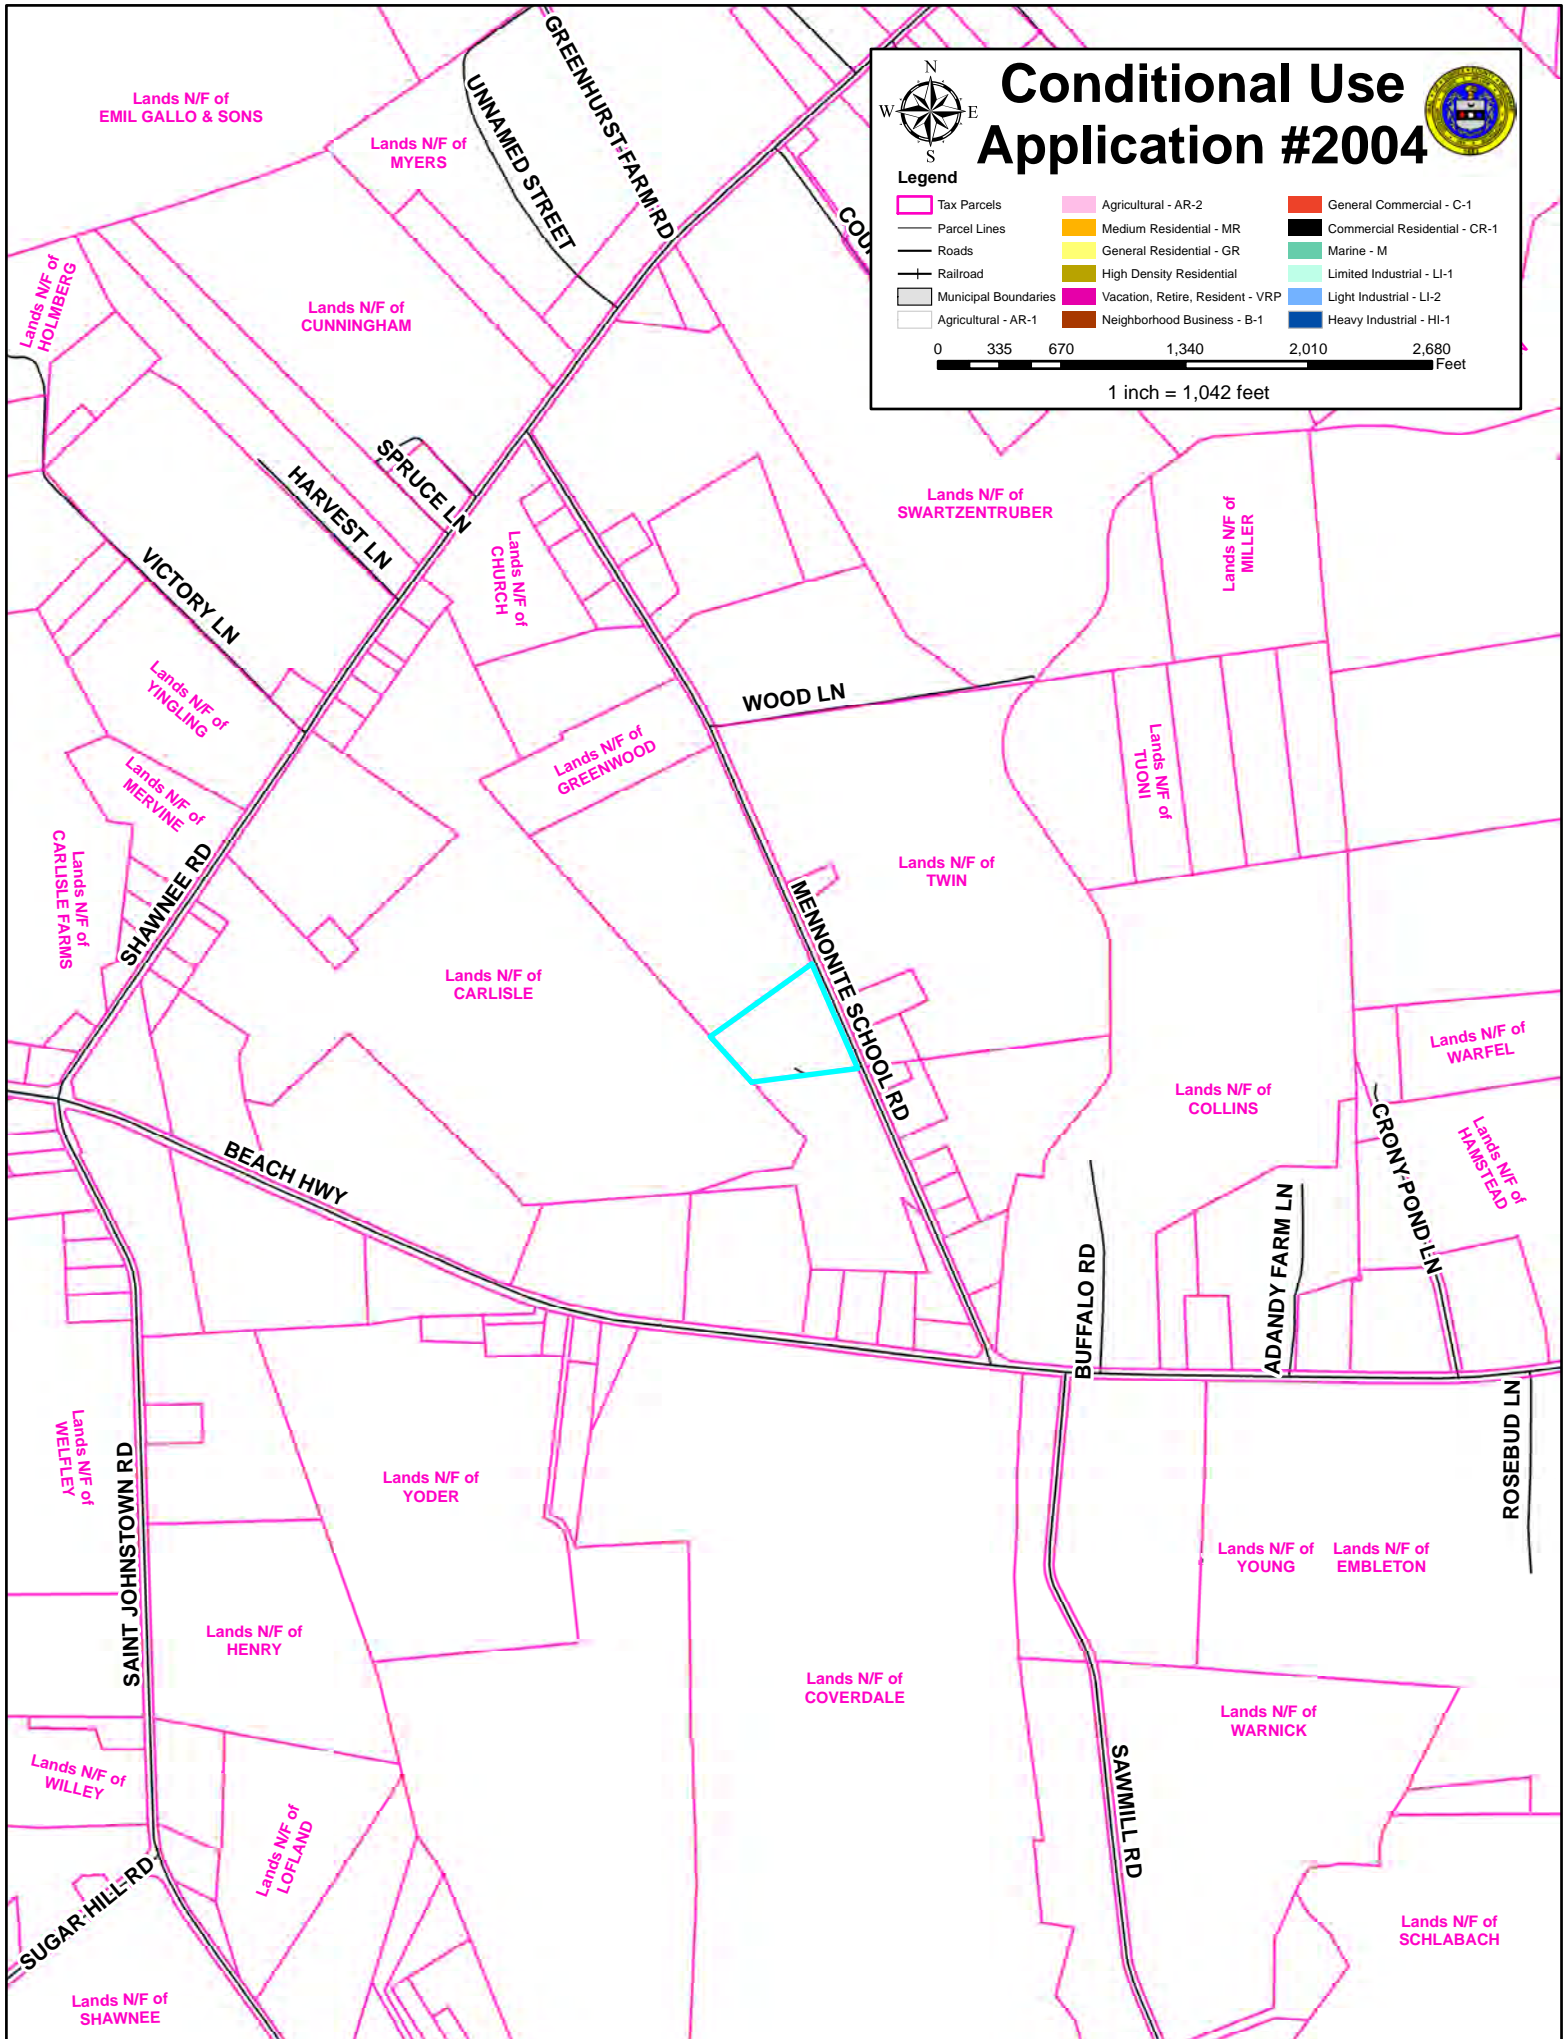 Conditional Use
Application #2004
N
W
E
S
Legend
Tax Parcels
Parcel Lines
Roads
Railroad
Municipal Boundaries
Agricultural - AR-1
Agricultural - AR-2
Medium Residential - MR
General Residential - GR
High Density Residential
Vacation, Retire, Resident - VRP
Neighborhood Business - B-1
General Commercial - C-1
Commercial Residential - CR-1
Marine - M
Limited Industrial - LI-1
Light Industrial - LI-2
Heavy Industrial - HI-1
0 335 670 1,340 2,010 2,680
Feet
1 inch = 1,042 feet
Lands N/F of
EMIL GALLO & SONS
Lands N/F of
MYERS
UNNAMED STREET
GREENHURST FARM RD
COU
Lands N/F of
HOLMBERG
Lands N/F of
CUNNINGHAM
SPRUCE LN
HARVEST LN
VICTORY LN
Lands N/F of
CHURCH
Lands N/F of
SWARTZENTRUBER
Lands N/F of
MILLER
Lands N/F of
YINGLING
WOOD LN
Lands N/F of
GREENWOOD
Lands N/F of
TUONI
Lands N/F of
MERVINE
Lands N/F of
CARLISLE FARMS
SHAWNEE RD
Lands N/F of
TWIN
MENNONITE SCHOOL RD
Lands N/F of
CARLISLE
Lands N/F of
WARFEL
Lands N/F of
COLLINS
CRONY POND LN
Lands N/F of
HAMSTEAD
BEACH HWY
BUFFALO RD
ADANDY FARM LN
ROSEBUD LN
Lands N/F of
WELFLEY
SAINT JOHNSTOWN RD
Lands N/F of
YODER
Lands N/F of
YOUNG
Lands N/F of
EMBLETON
Lands N/F of
HENRY
Lands N/F of
COVERDALE
Lands N/F of
WARNICK
SAWMILL RD
Lands N/F of
WILLEY
Lands N/F of
LOFLAND
SUGAR HILL RD
Lands N/F of
SCHLABACH
Lands N/F of
SHAWNEE